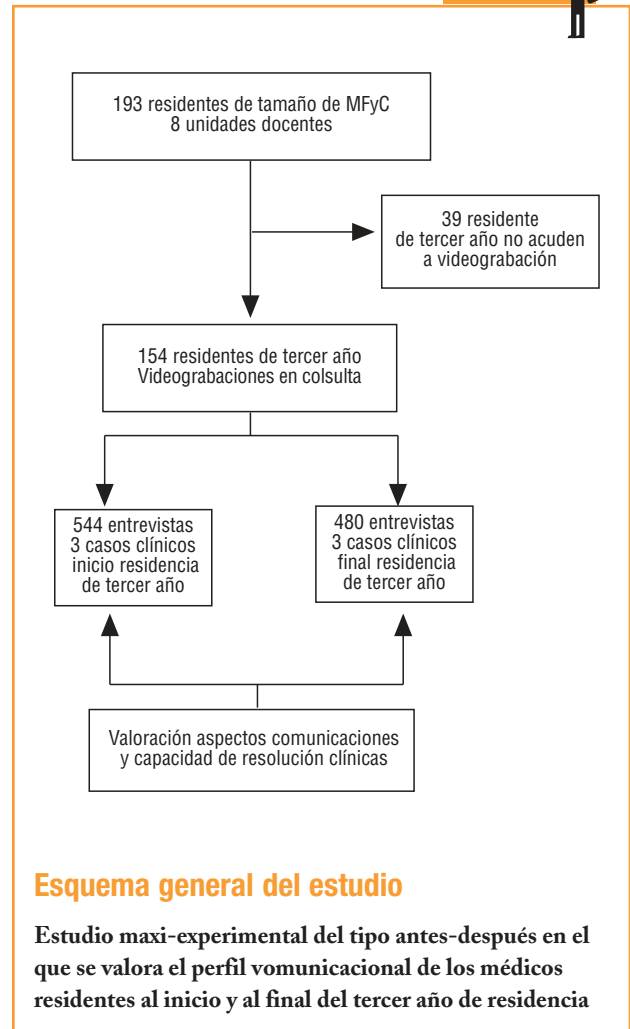 193 residentes de tamaño de MFyC
8 unidades docentes
39 residente
de tercer año no acuden
a videograbación
154 residentes de tercer año
Videograbaciones en colsulta
544 entrevistas
3 casos clínicos
inicio residencia
de tercer año
480 entrevistas
3 casos clínicos
final residencia
de tercer año
Valoración aspectos comunicaciones
y capacidad de resolución clínicas
Esquema general del estudio
Estudio maxi-experimental del tipo antes-después en el
que se valora el perfil vomunicacional de los médicos
residentes al inicio y al final del tercer año de residencia